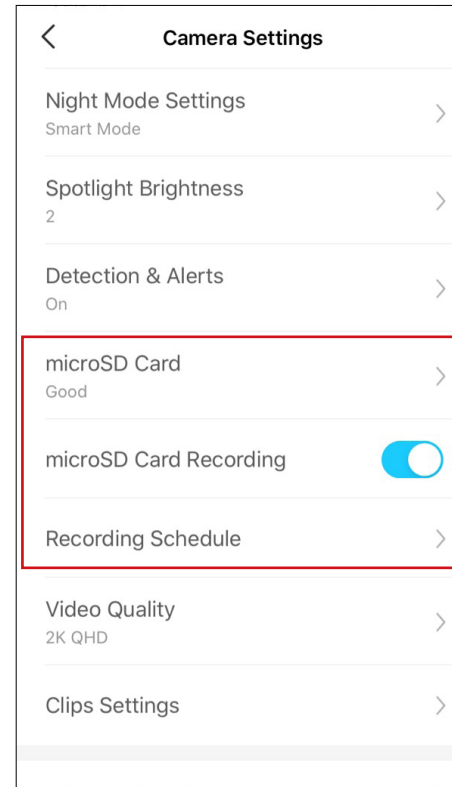 Camera Settings
Night Mode Settings
Smart Mode
Spotlight Brightness
2
Detection & Alerts
On
microSD Card
Good
microSD Card Recording
Recording Schedule
Video Quality
2K QHD
Clips Settings